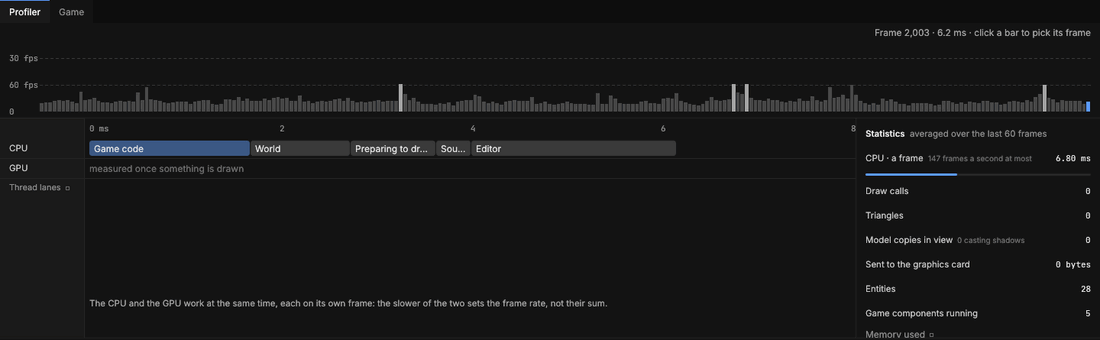 Profiler Game
Frame 2,003 · 6.2 ms · click a bar to pick its frame
30 fps
60 fps
0
0 ms 2 4 6 8
CPU Game code World Preparing to dr... Sou... Editor
GPU measured once something is drawn
Thread lanes
The CPU and the GPU work at the same time, each on its own frame: the slower of the two sets the frame rate, not their sum.
Statistics averaged over the last 60 frames
CPU · a frame 147 frames a second at most 6.80 ms
Draw calls 0
Triangles 0
Model copies in view 0 casting shadows 0
Sent to the graphics card 0 bytes
Entities 28
Game components running 5
Memory used